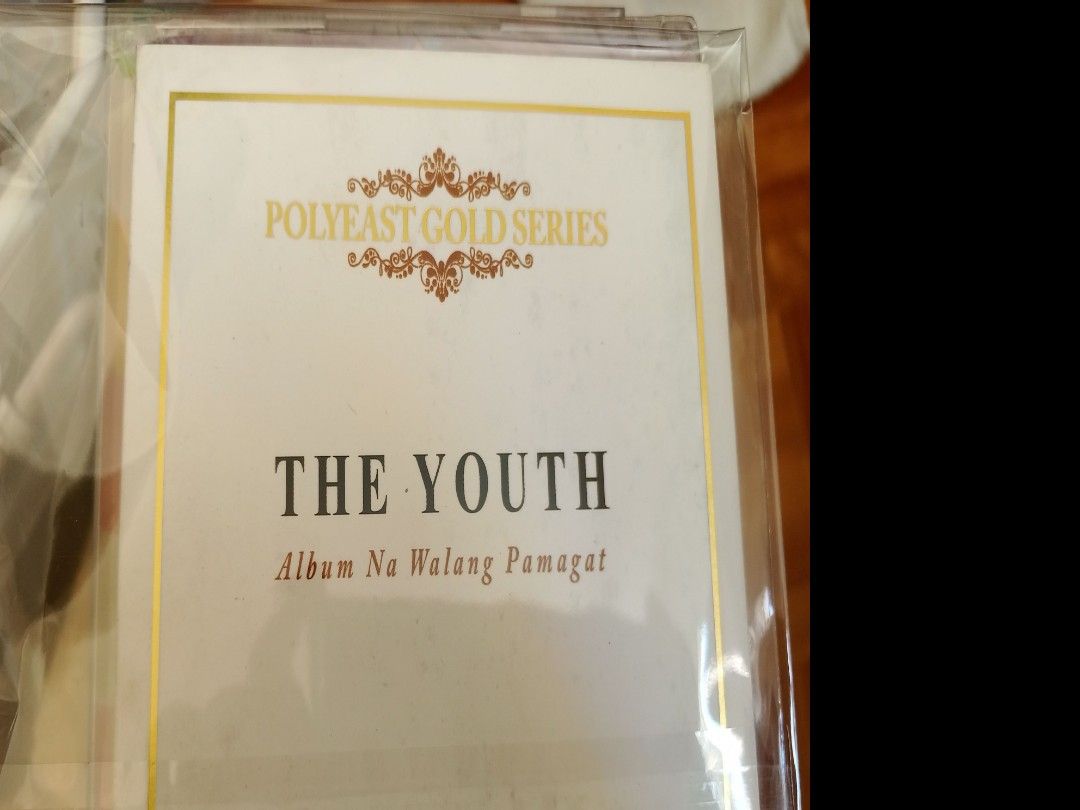 POLYEAST GOLD SERIES
THE YOUTH
Album Na Walang Pamagat